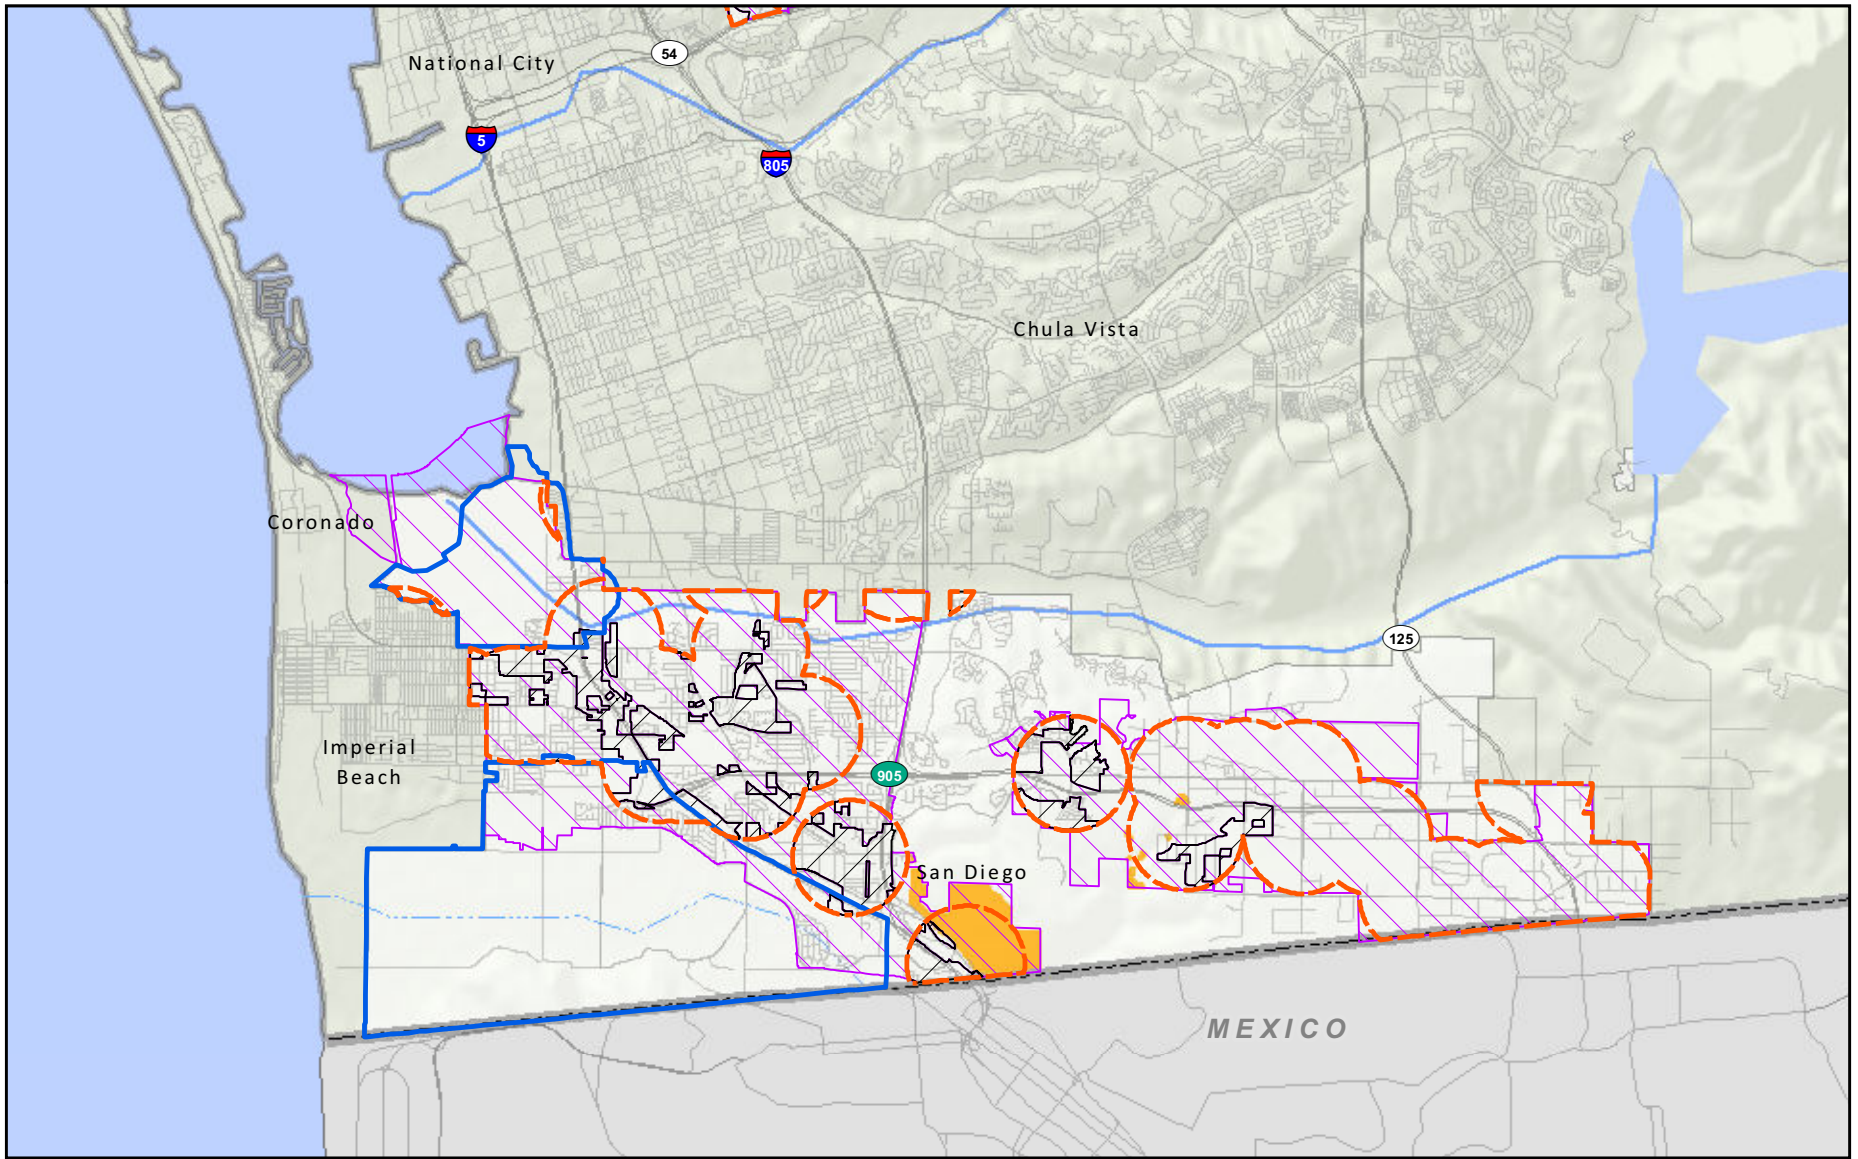 National City
54
5
805
Chula Vista
Coronado
125
Imperial
Beach
905
San Diego
MEXICO